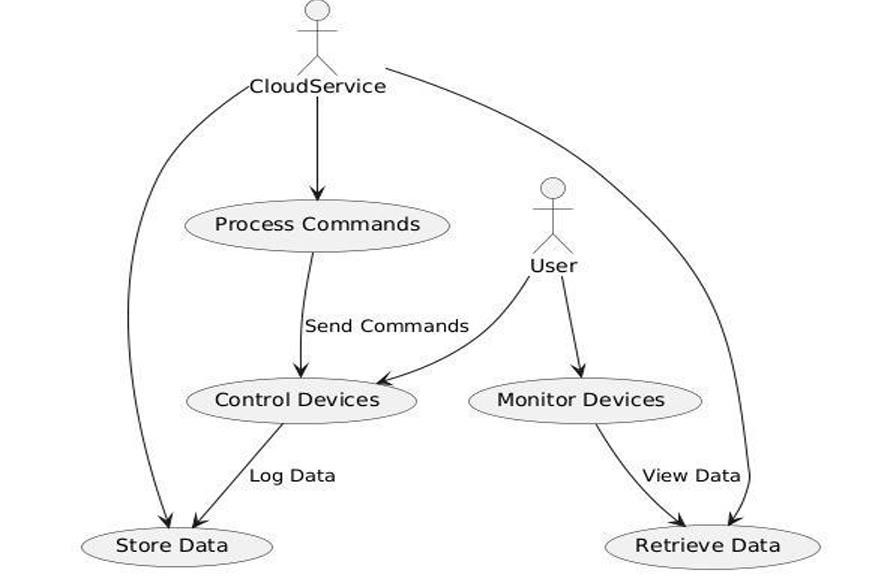 CloudService
Process Commands
User
Send Commands
Control Devices
Monitor Devices
Log Data
View Data
Store Data
Retrieve Data